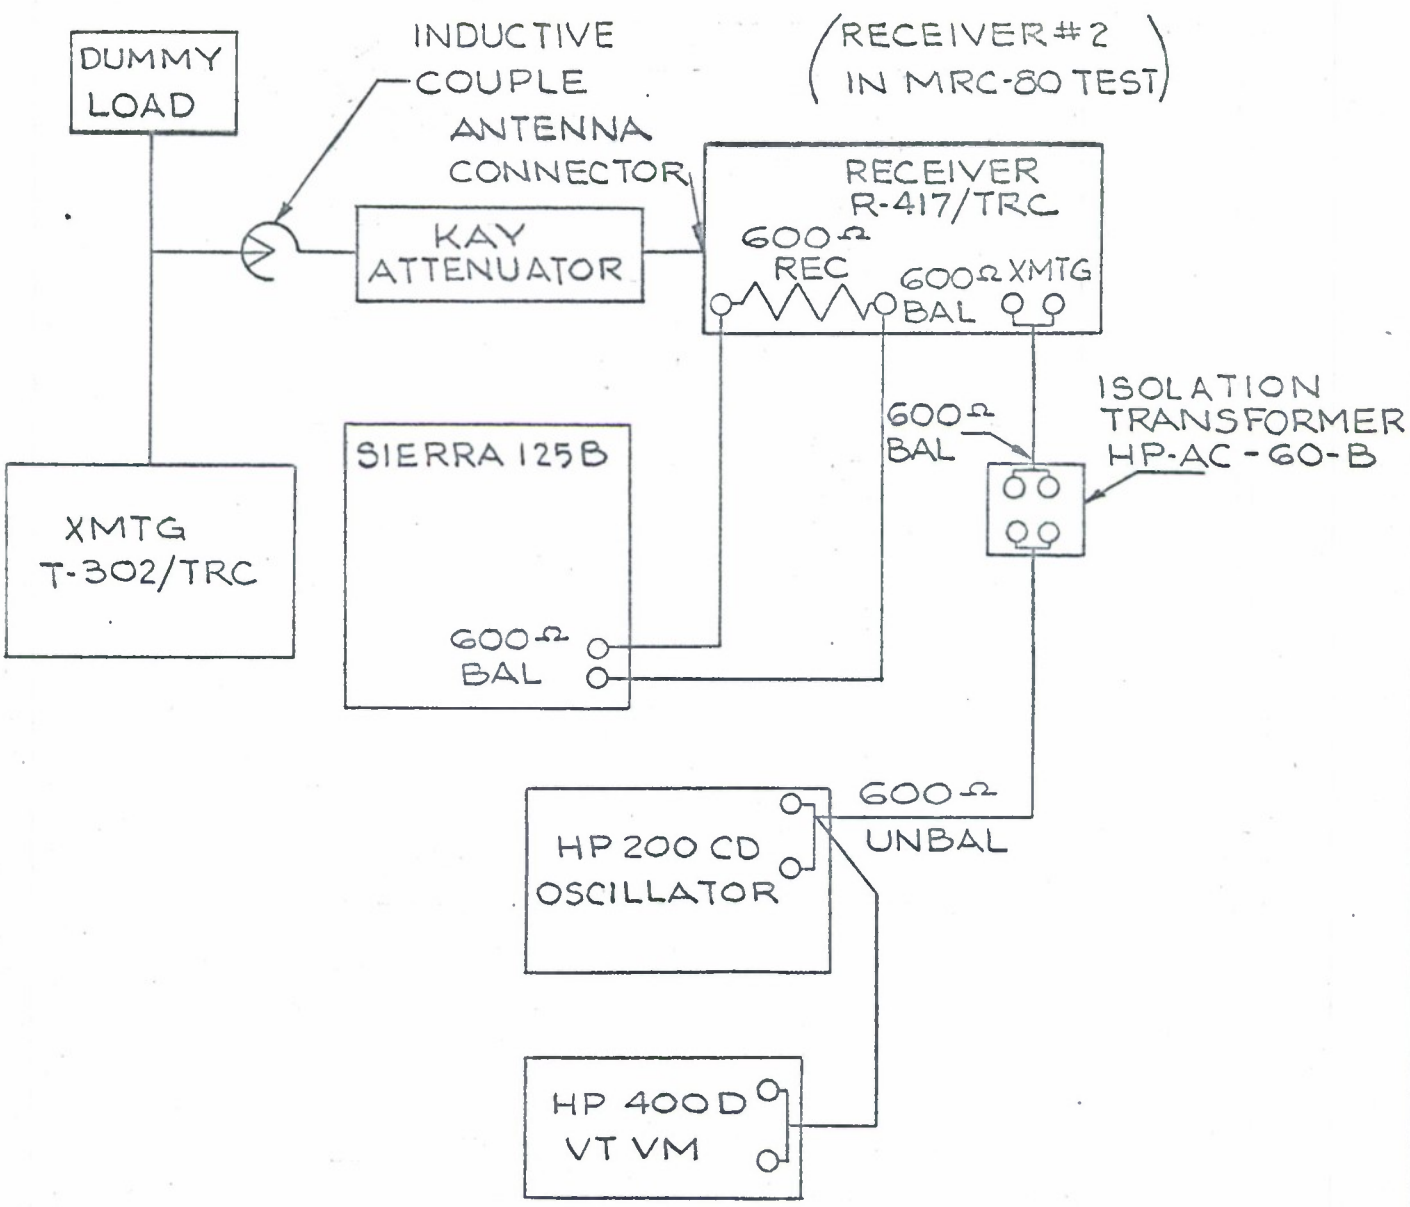 DUMMY
LOAD
INDUCTIVE
COUPLE
ANTENNA
CONNECTOR
(RECEIVER #2
IN MRC-80 TEST)
RECEIVER
R-417/TRC
600Ω
REC
600Ω XMTG
BAL
KAY
ATTENUATOR
ISOLATION
TRANSFORMER
HP-AC-60-B
600Ω
BAL
SIERRA 125B
600Ω
BAL
XMTG
T-302/TRC
HP 200 CD
OSCILLATOR
600Ω
UNBAL
HP 400D
VT VM